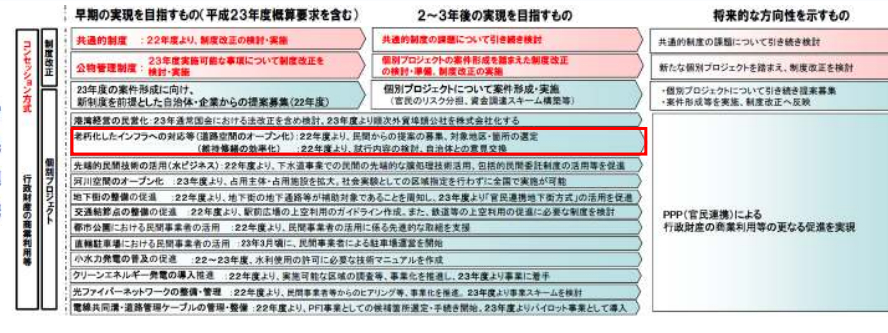 早期の実現を目指すもの(平成23年度概算要求を含む)
2〜3年後の実現を目指すもの
将来的な方向性を示すもの
コンセッション方式
行政財産の商業利用等
制度改正
個別プロジェクト
共通的制度 :22年度より、制度改正の検討・実施
共通的制度の課題について引き続き検討
共通的制度の課題について引き続き検討
公物管理制度: 23年度実施可能な事項について制度改正を
検討・実施
個別プロジェクトの案件形成を踏まえた制度改正
の検討・準備、制度改正の実施
新たな個別プロジェクトを踏まえ、制度改正を検討
23年度の案件形成に向け、
新制度を前提とした自治体・企業からの提案募集(22年度)
個別プロジェクトについて案件形成・実施
(官民のリスク分担、資金調達スキーム構築等)
・個別プロジェクトについて引き続き提案募集
・案件形成等を実施、制度改正へ反映
港湾経営の民営化:23年通常国会における法改正を含め検討、23年度より順次外貿埠頭公社を株式会社化する
老朽化したインフラへの対応等(道路空間のオープン化):22年度より、民間からの提案の募集、対象地区・箇所の選定
(維持修繕の効率化) :22年度より、試行内容の検討、自治体との意見交換
先端的民間技術の活用(水ビジネス):22年度より、下水道事業での民間の先端的な膜処理技術活用、包括的民間委託制度の活用等を促進
河川空間のオープン化 :23年度より、占用主体・占用施設を拡大。社会実験としての区域指定を行わずに全国で実施が可能
地下街の整備の促進 :22年度より、地下街の地下通路等が補助対象であることを周知し、23年度より「官民連携地下街方式」の活用を促進
交通結節点の整備の促進 :22年度より、駅前広場の上空利用のガイドライン作成。また、鉄道等の上空利用の促進に必要な制度を検討
都市公園における民間事業者の活用 :22年度より、民間事業者の活用に係る先進的な取組を支援
直轄駐車場における民間事業者の活用 :23年3月頃に、民間事業者による駐車場運営を開始
小水力発電の普及の促進 :22〜23年度、水利使用の許可に必要な技術マニュアルを作成
クリーンエネルギー発電の導入推進 :22年度より、実施可能な区域の調査等、事業化を推進し、23年度より事業に着手
光ファイバーネットワークの整備・管理 :22年度より、民間事業者等からのヒアリング等、事業化を推進。23年度より事業スキームを検討
電線共同溝・道路管理ケーブルの管理・整備 :22年度より、PFI事業としての候補箇所選定・手続き開始、23年度よりパイロット事業として導入
PPP(官民連携)による
行政財産の商業利用等の更なる促進を実現